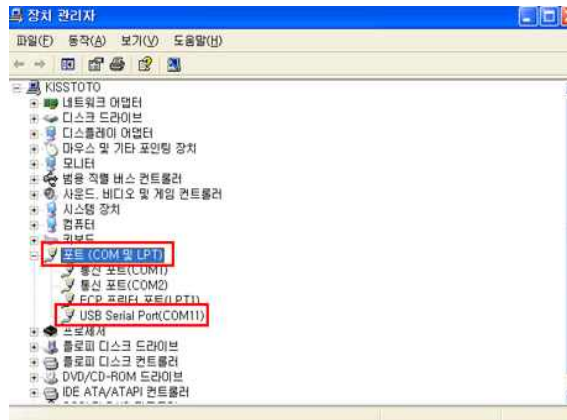 장치 관리자
파일(F) 동작(A) 보기(V) 도움말(H)
KISSTOTO
네트워크 어댑터
디스크 드라이브
디스플레이 어댑터
마우스 및 기타 포인팅 장치
모니터
범용 직렬 버스 컨트롤러
사운드, 비디오 및 게임 컨트롤러
시스템 장치
컴퓨터
키보드
포트 (COM 및 LPT)
통신 포트(COM1)
통신 포트(COM2)
ECP 프린터 포트(LPT1)
USB Serial Port(COM11)
프로세서
플로피 디스크 드라이브
플로피 디스크 컨트롤러
DVD/CD-ROM 드라이브
IDE ATA/ATAPI 컨트롤러